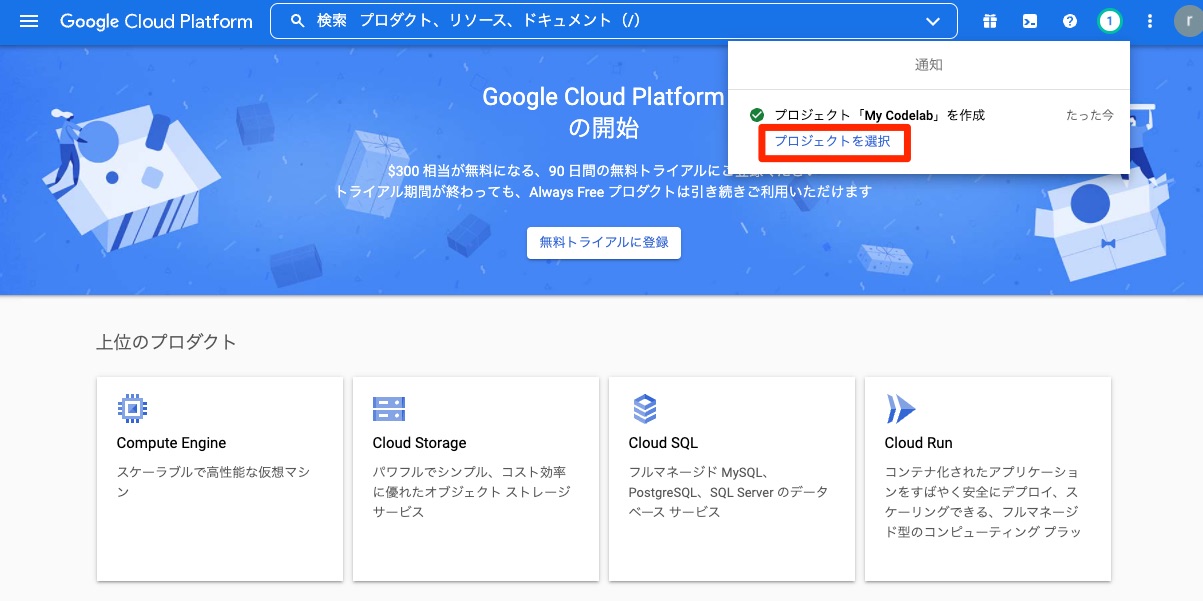 Google Cloud Platform
検索 プロダクト、リソース、ドキュメント (/)
1
r
通知
プロジェクト「My Codelab」を作成
たった今
プロジェクトを選択
Google Cloud Platform
の開始
$300 相当が無料になる、90 日間の無料トライアルにご
トライアル期間が終わっても、Always Free プロダクトは引き続きご利用いただけます
無料トライアルに登録
上位のプロダクト
Compute Engine
スケーラブルで高性能な仮想マシ
ン
Cloud Storage
パワフルでシンプル、コスト効率
に優れたオブジェクト ストレージ
サービス
Cloud SQL
フルマネージド MySQL、
PostgreSQL、SQL Server のデータ
ベース サービス
Cloud Run
コンテナ化されたアプリケーショ
ンをすばやく安全にデプロイ、ス
ケーリングできる、フルマネージ
ド型のコンピューティング プラッ